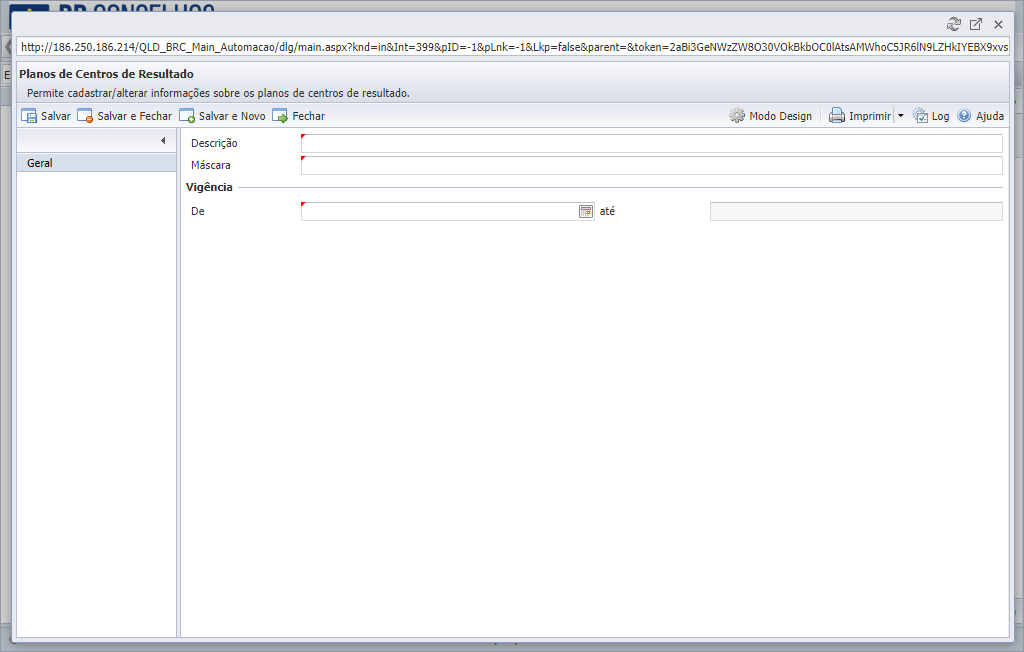 http://186.250.186.214/QLD_BRC_Main_Automacao/dlg/main.aspx?knd=in&Int=399&pID=-1&pLnk=-1&Lkp=false&parent=&token=2aBi3GeNWzZW8O30VOkBkbOC0lAtsAMWhoC5JR6lN9LZHkIYEBX9xvs
Planos de Centros de Resultado
Permite cadastrar/alterar informações sobre os planos de centros de resultado.
Salvar Salvar e Fechar Salvar e Novo Fechar Modo Design Imprimir Log Ajuda
Geral
Descrição
Máscara
Vigência
De até